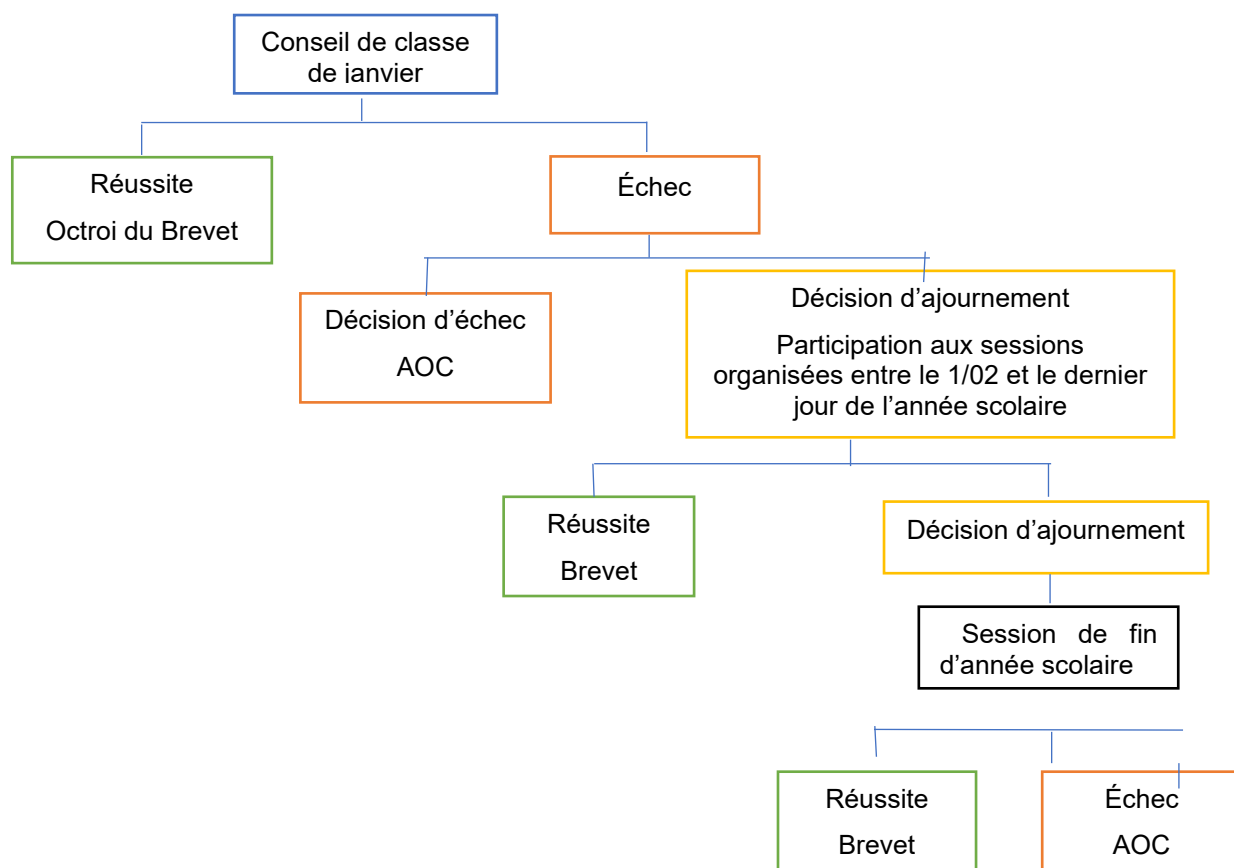 Conseil de classe
de janvier
Réussite
Octroi du Brevet
Échec
Décision d'échec
AOC
Décision d'ajournement
Participation aux sessions
organisées entre le 1/02 et le dernier
jour de l'année scolaire
Réussite
Brevet
Décision d'ajournement
Session de fin
d'année scolaire
Réussite
Brevet
Échec
AOC